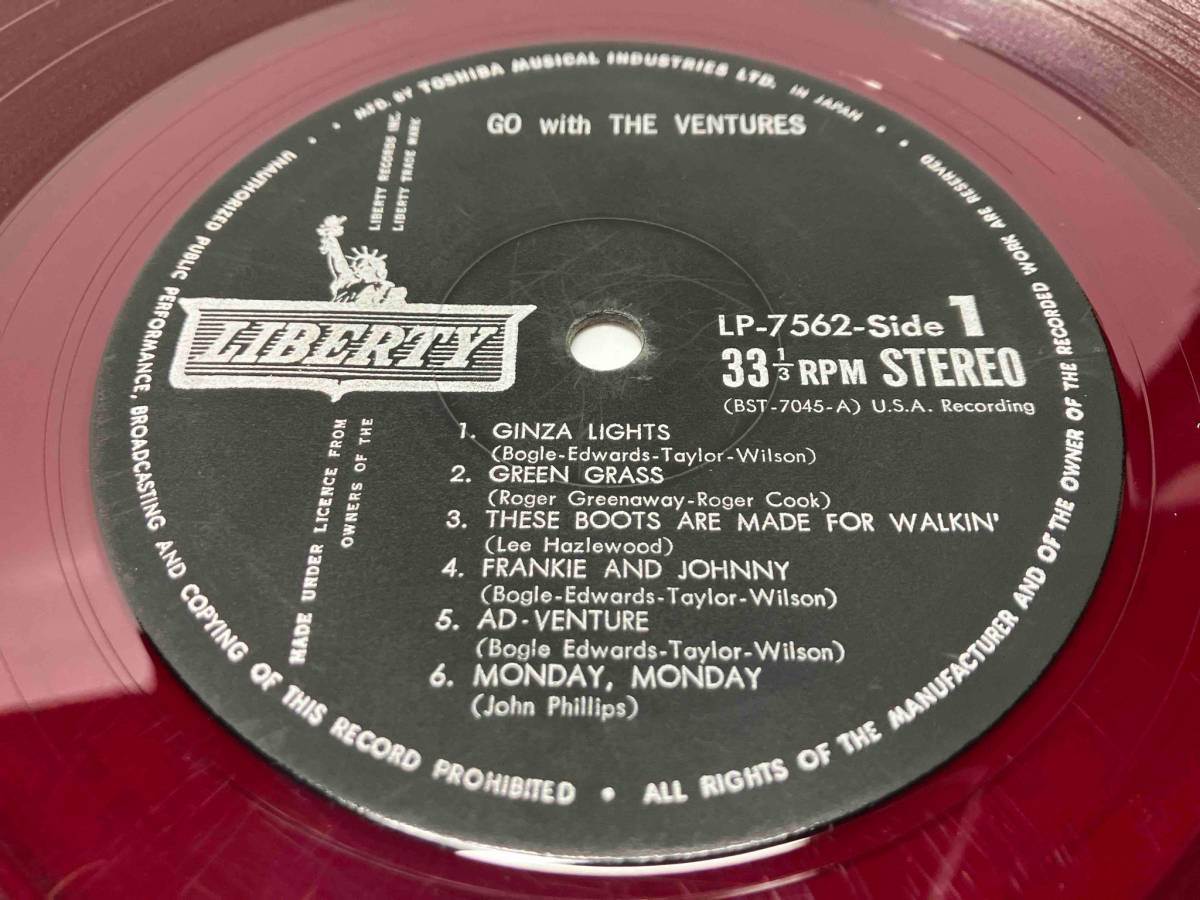 MFD. BY TOSHIBA MUSICAL INDUSTRIES LTD. IN JAPAN
GO with THE VENTURES
LIBERTY RECORDS INC.
LIBERTY TRADE MARK
LIBERTY
LP-7562-Side 1
33 1/3 RPM STEREO
(BST-7045-A) U.S.A. Recording
1. GINZA LIGHTS
(Bogle-Edwards-Taylor-Wilson)
2. GREEN GRASS
(Roger Greenaway-Roger Cook)
3. THESE BOOTS ARE MADE FOR WALKIN'
(Lee Hazlewood)
4. FRANKIE AND JOHNNY
(Bogle-Edwards-Taylor-Wilson)
5. AD-VENTURE
(Bogle Edwards-Taylor-Wilson)
6. MONDAY, MONDAY
(John Phillips)
MADE UNDER LICENCE FROM
OWNERS OF THE
UNAUTHORIZED PUBLIC PERFORMANCE, BROADCASTING AND COPYING OF THIS RECORD PROHIBITED • ALL RIGHTS OF THE MANUFACTURER AND OF THE OWNER OF THE RECORDED WORK ARE RESERVED